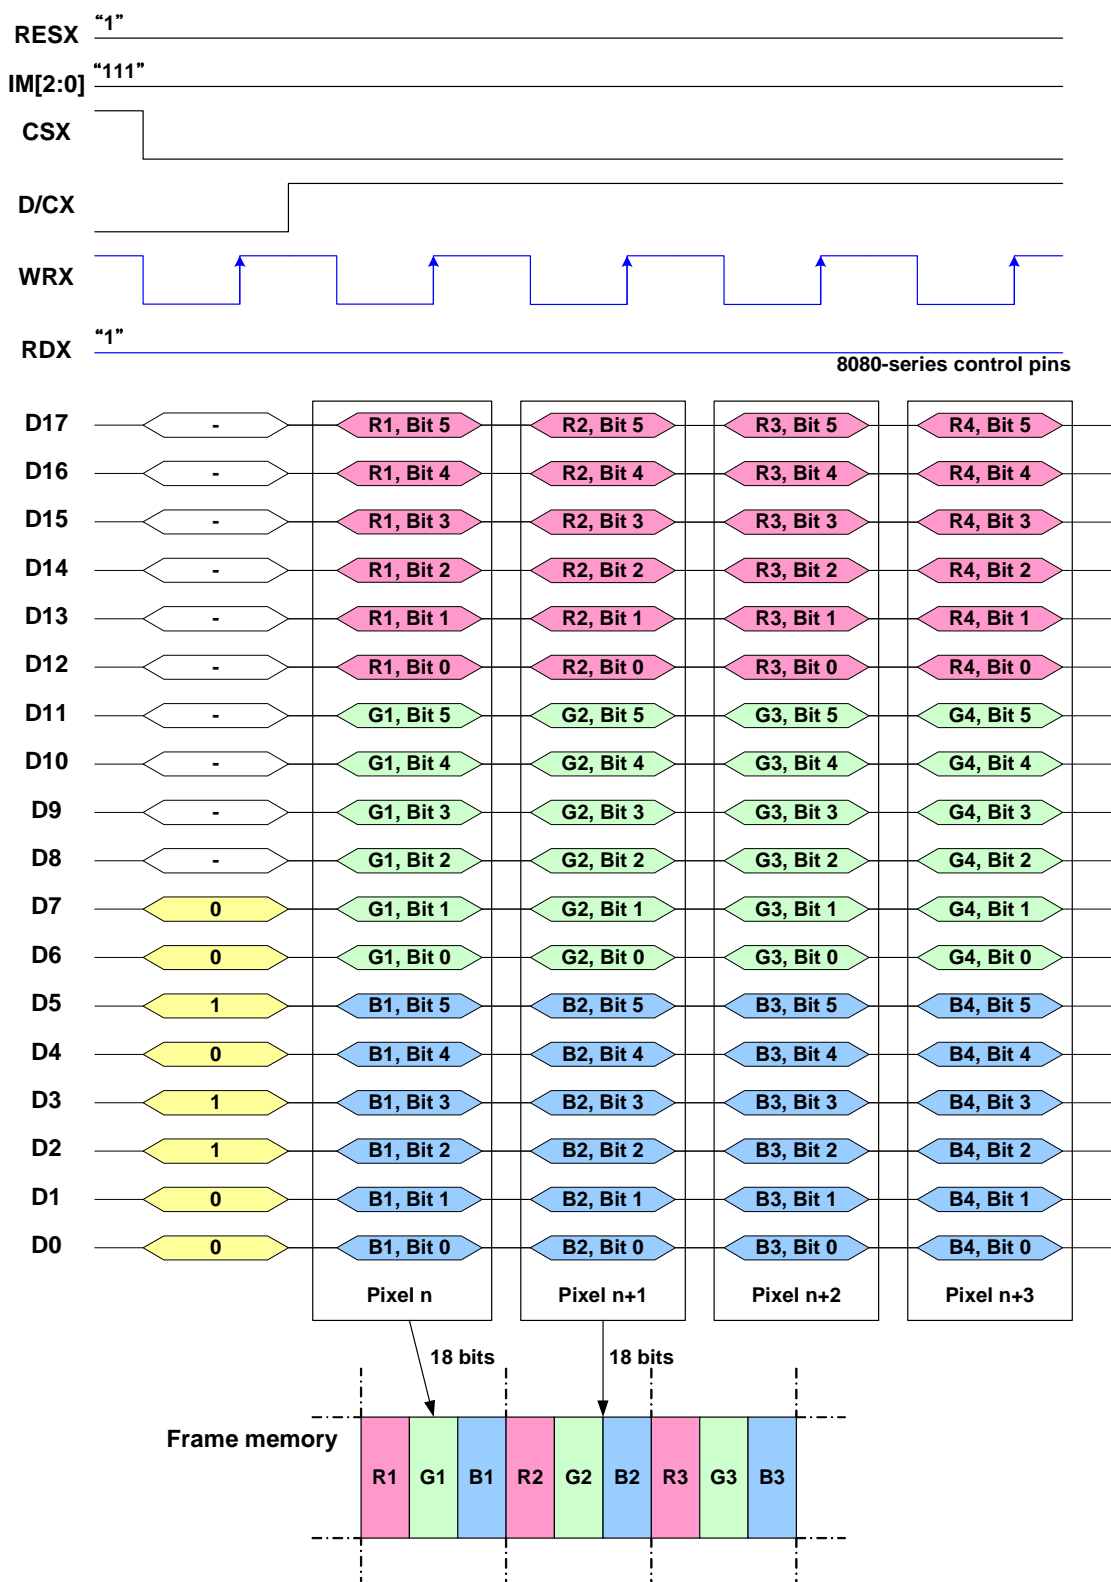 RESX "1"
IM[2:0] "111"
CSX
D/CX
WRX
RDX "1"
8080-series control pins
D17 - R1, Bit 5 R2, Bit 5 R3, Bit 5 R4, Bit 5
D16 - R1, Bit 4 R2, Bit 4 R3, Bit 4 R4, Bit 4
D15 - R1, Bit 3 R2, Bit 3 R3, Bit 3 R4, Bit 3
D14 - R1, Bit 2 R2, Bit 2 R3, Bit 2 R4, Bit 2
D13 - R1, Bit 1 R2, Bit 1 R3, Bit 1 R4, Bit 1
D12 - R1, Bit 0 R2, Bit 0 R3, Bit 0 R4, Bit 0
D11 - G1, Bit 5 G2, Bit 5 G3, Bit 5 G4, Bit 5
D10 - G1, Bit 4 G2, Bit 4 G3, Bit 4 G4, Bit 4
D9 - G1, Bit 3 G2, Bit 3 G3, Bit 3 G4, Bit 3
D8 - G1, Bit 2 G2, Bit 2 G3, Bit 2 G4, Bit 2
D7 0 G1, Bit 1 G2, Bit 1 G3, Bit 1 G4, Bit 1
D6 0 G1, Bit 0 G2, Bit 0 G3, Bit 0 G4, Bit 0
D5 1 B1, Bit 5 B2, Bit 5 B3, Bit 5 B4, Bit 5
D4 0 B1, Bit 4 B2, Bit 4 B3, Bit 4 B4, Bit 4
D3 1 B1, Bit 3 B2, Bit 3 B3, Bit 3 B4, Bit 3
D2 1 B1, Bit 2 B2, Bit 2 B3, Bit 2 B4, Bit 2
D1 0 B1, Bit 1 B2, Bit 1 B3, Bit 1 B4, Bit 1
D0 0 B1, Bit 0 B2, Bit 0 B3, Bit 0 B4, Bit 0
Pixel n Pixel n+1 Pixel n+2 Pixel n+3
18 bits 18 bits
Frame memory
R1 G1 B1 R2 G2 B2 R3 G3 B3